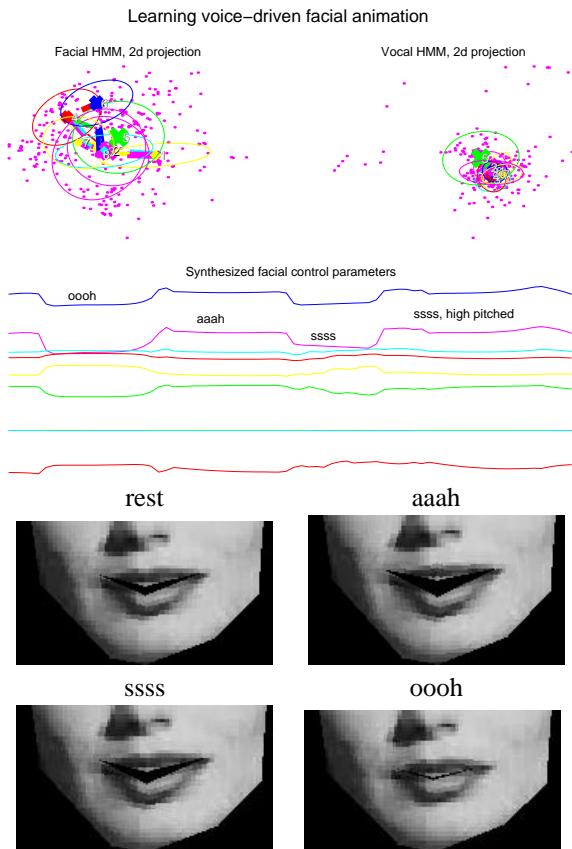 Learning voice−driven facial animation
Facial HMM, 2d projection
Vocal HMM, 2d projection
Synthesized facial control parameters
oooh
aaah
ssss
ssss, high pitched
rest
aaah
ssss
oooh